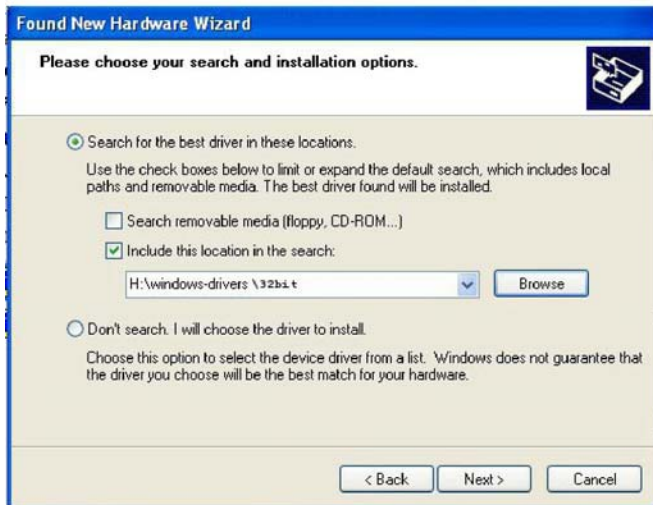 Found New Hardware Wizard
Please choose your search and installation options.
Search for the best driver in these locations.
Use the check boxes below to limit or expand the default search, which includes local
paths and removable media. The best driver found will be installed.
Search removable media (floppy, CD-ROM...)
Include this location in the search:
H:\windows-drivers \32bit
Browse
Don't search. I will choose the driver to install.
Choose this option to select the device driver from a list. Windows does not guarantee that
the driver you choose will be the best match for your hardware.
< Back Next > Cancel